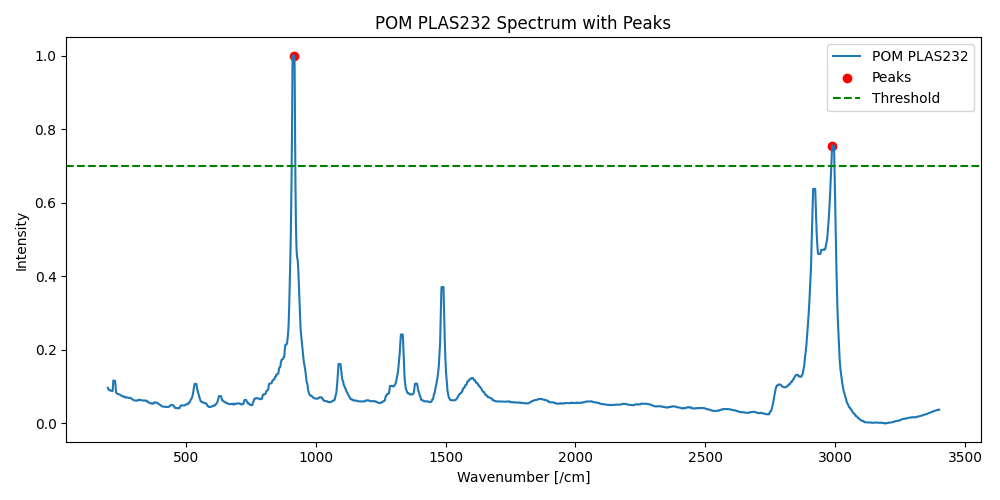 POM PLAS232 Spectrum with Peaks
POM PLAS232
Peaks
Threshold
Intensity
1.0
0.8
0.6
0.4
0.2
0.0
500 1000 1500 2000 2500 3000 3500
Wavenumber [/cm]